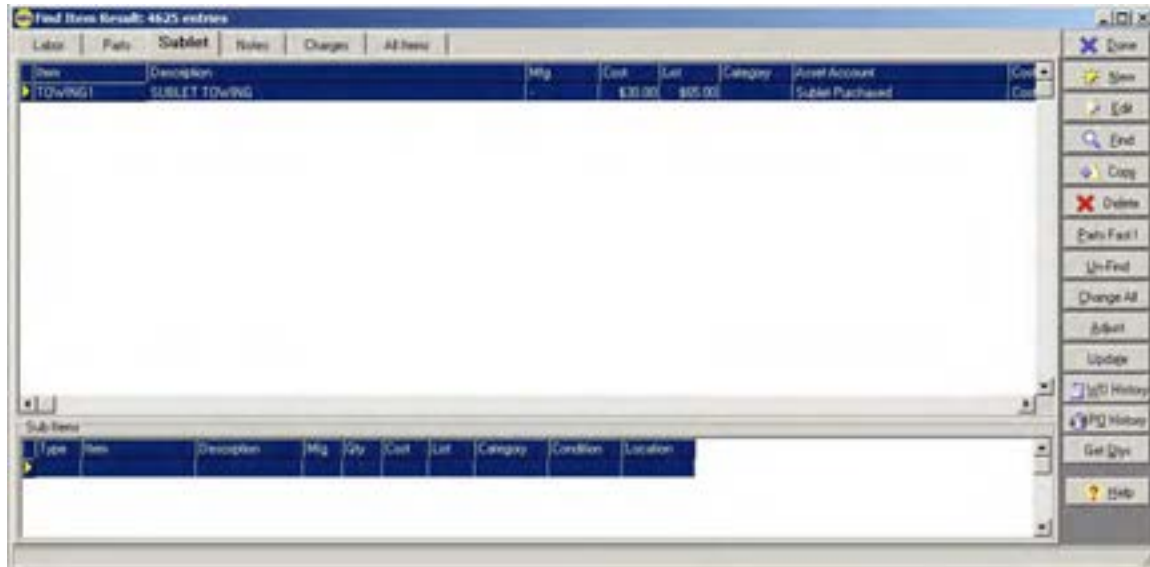 Find Item Result: 4625 entries
Labor Parts Sublet Notes Charges All Items
Item Description Mfg Cost List Category Asset Account Cost
TOWING1 SUBLET TOWING - $30.00 $65.00 Sublet Purchased Cost
Sub Items
Type Item Description Mfg Qty Cost List Category Condition Location
Done
New
Edit
Find
Copy
Delete
Parts Fast!
Un-Find
Change All
Adjust
Update
WO History
PO History
Get Qtys
Help